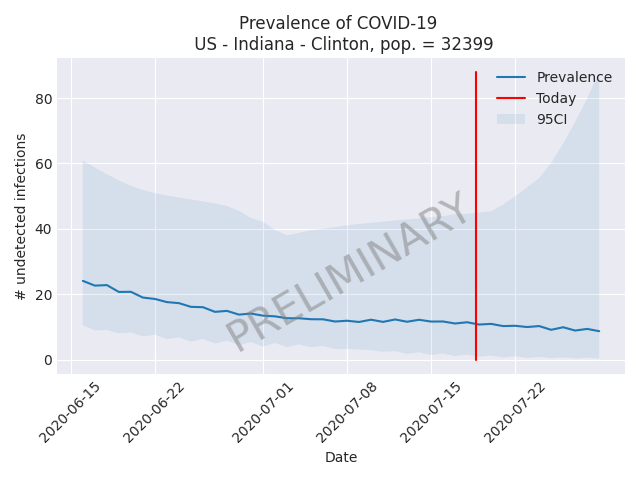 Prevalence of COVID-19
US - Indiana - Clinton, pop. = 32399
Prevalence
Today
95CI
# undetected infections
80
60
40
20
0
PRELIMINARY
2020-06-15
2020-06-22
2020-07-01
2020-07-08
2020-07-15
2020-07-22
Date